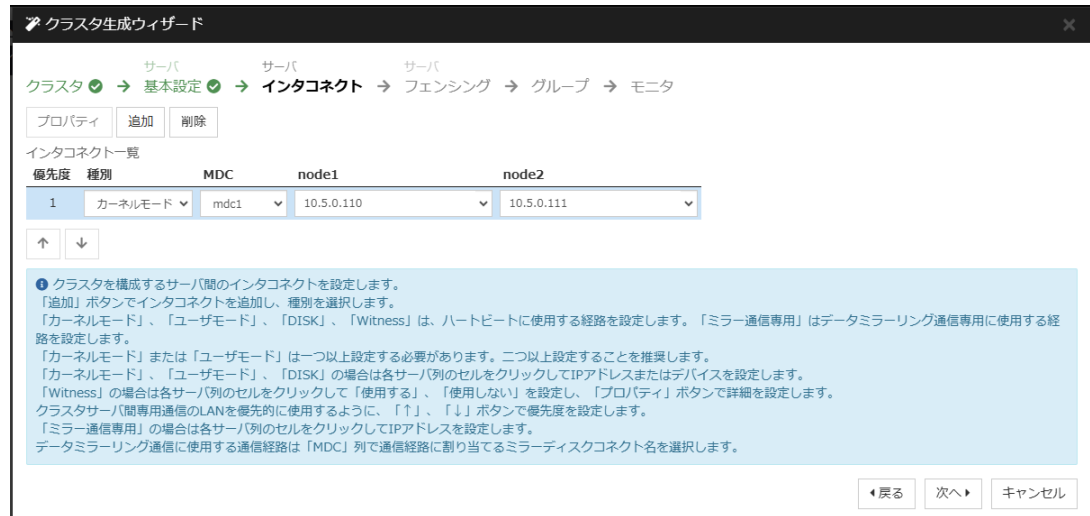 クラスタ生成ウィザード
サーバ サーバ サーバ
クラスタ → 基本設定 → インタコネクト → フェンシング → グループ → モニタ
プロパティ 追加 削除
インタコネクト一覧
優先度 種別 MDC node1 node2
1 カーネルモード mdc1 10.5.0.110 10.5.0.111
↑ ↓
クラスタを構成するサーバ間のインタコネクトを設定します。
「追加」ボタンでインタコネクトを追加し、種別を選択します。
「カーネルモード」、「ユーザモード」、「DISK」、「Witness」は、ハートビートに使用する経路を設定します。「ミラー通信専用」はデータミラーリング通信専用に使用する経
路を設定します。
「カーネルモード」または「ユーザモード」は一つ以上設定する必要があります。二つ以上設定することを推奨します。
「カーネルモード」、「ユーザモード」、「DISK」の場合は各サーバ列のセルをクリックしてIPアドレスまたはデバイスを設定します。
「Witness」の場合は各サーバ列のセルをクリックして「使用する」、「使用しない」を設定し、「プロパティ」ボタンで詳細を設定します。
クラスタサーバ間専用通信のLANを優先的に使用するように、「↑」、「↓」ボタンで優先度を設定します。
「ミラー通信専用」の場合は各サーバ列のセルをクリックしてIPアドレスを設定します。
データミラーリング通信に使用する通信経路は「MDC」列で通信経路に割り当てるミラーディスクコネクト名を選択します。
戻る 次へ キャンセル